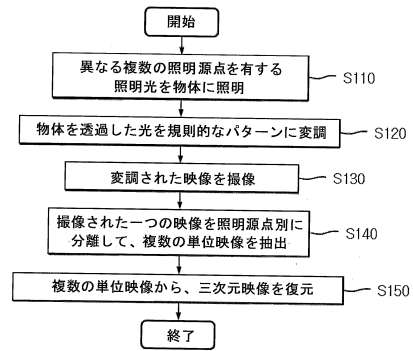 開始
異なる複数の照明源点を有する
照明光を物体に照明
S110
物体を透過した光を規則的なパターンに変調
S120
変調された映像を撮像
S130
撮像された一つの映像を照明源点別に
分離して、複数の単位映像を抽出
S140
複数の単位映像から、三次元映像を復元
S150
終了